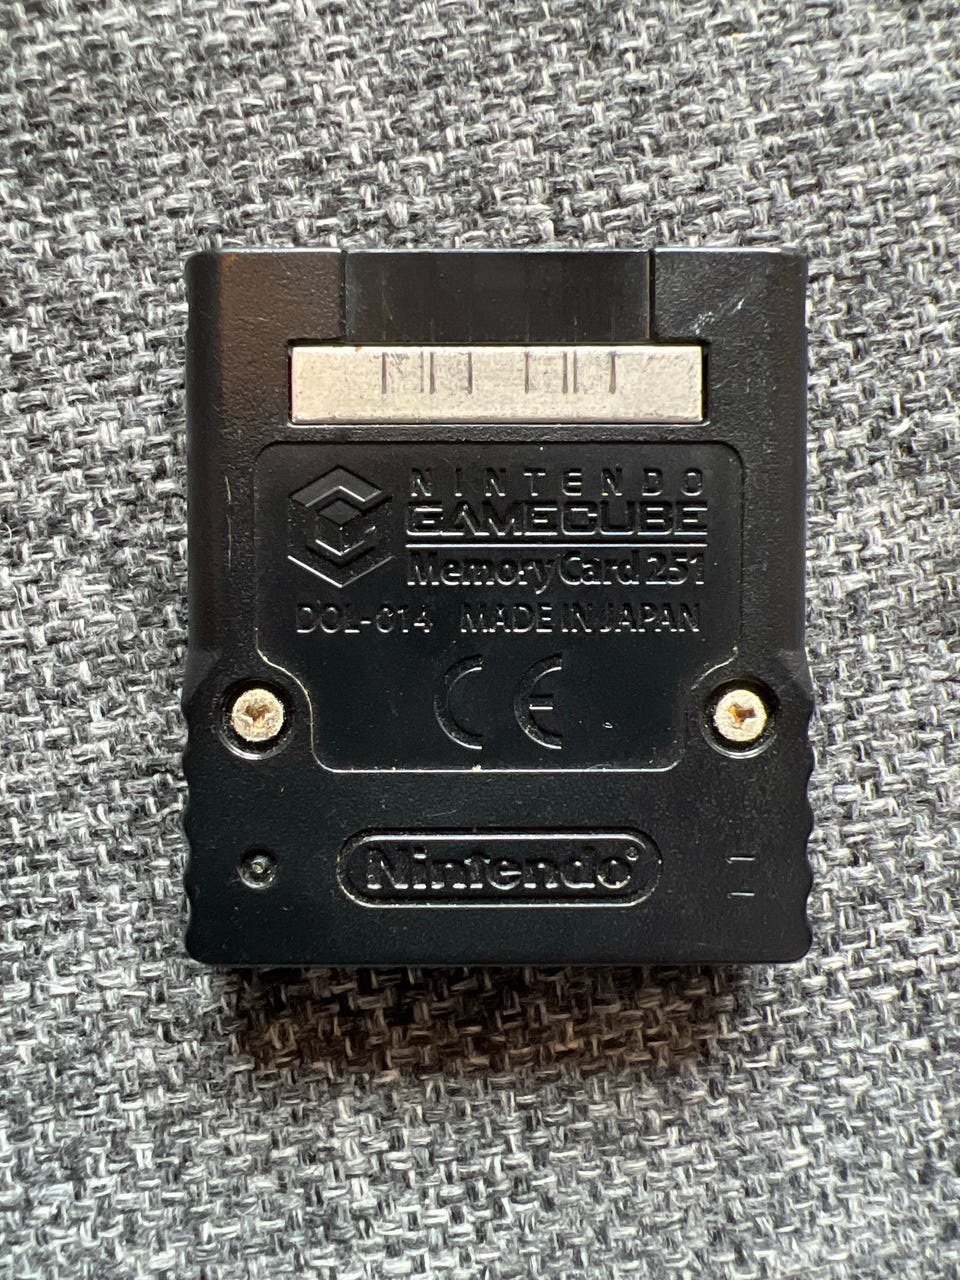 NINTENDO
GAMECUBE
Memory Card 251
DOL-014 MADE IN JAPAN
CE
Nintendo®